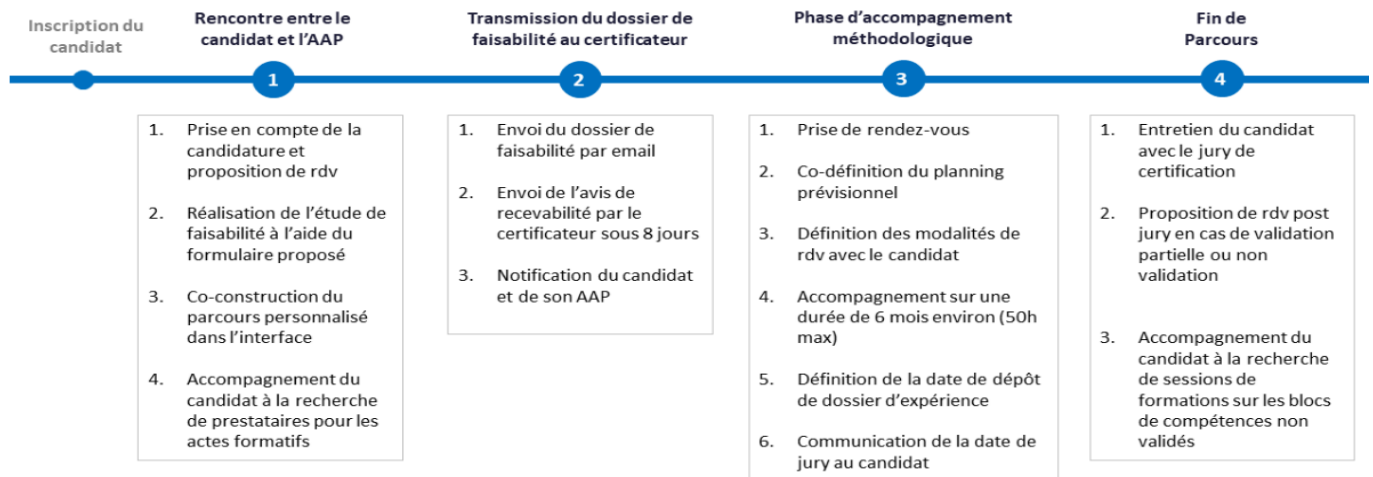 Inscription du
candidat
Rencontre entre le
candidat et l'AAP
Transmission du dossier de
faisabilité au certificateur
Phase d'accompagnement
méthodologique
Fin de
Parcours
1
2
3
4
1. Prise en compte de la
candidature et
proposition de rdv
2. Réalisation de l'étude de
faisabilité à l'aide du
formulaire proposé
3. Co-construction du
parcours personnalisé
dans l'interface
4. Accompagnement du
candidat à la recherche
de prestataires pour les
actes formatifs
1. Envoi du dossier de
faisabilité par email
2. Envoi de l'avis de
recevabilité par le
certificateur sous 8 jours
3. Notification du candidat
et de son AAP
1. Prise de rendez-vous
2. Co-définition du planning
prévisionnel
3. Définition des modalités de
rdv avec le candidat
4. Accompagnement sur une
durée de 6 mois environ (50h
max)
5. Définition de la date de dépôt
de dossier d'expérience
6. Communication de la date de
jury au candidat
1. Entretien du candidat
avec le jury de
certification
2. Proposition de rdv post
jury en cas de validation
partielle ou non
validation
3. Accompagnement du
candidat à la recherche
de sessions de
formations sur les blocs
de compétences non
validés